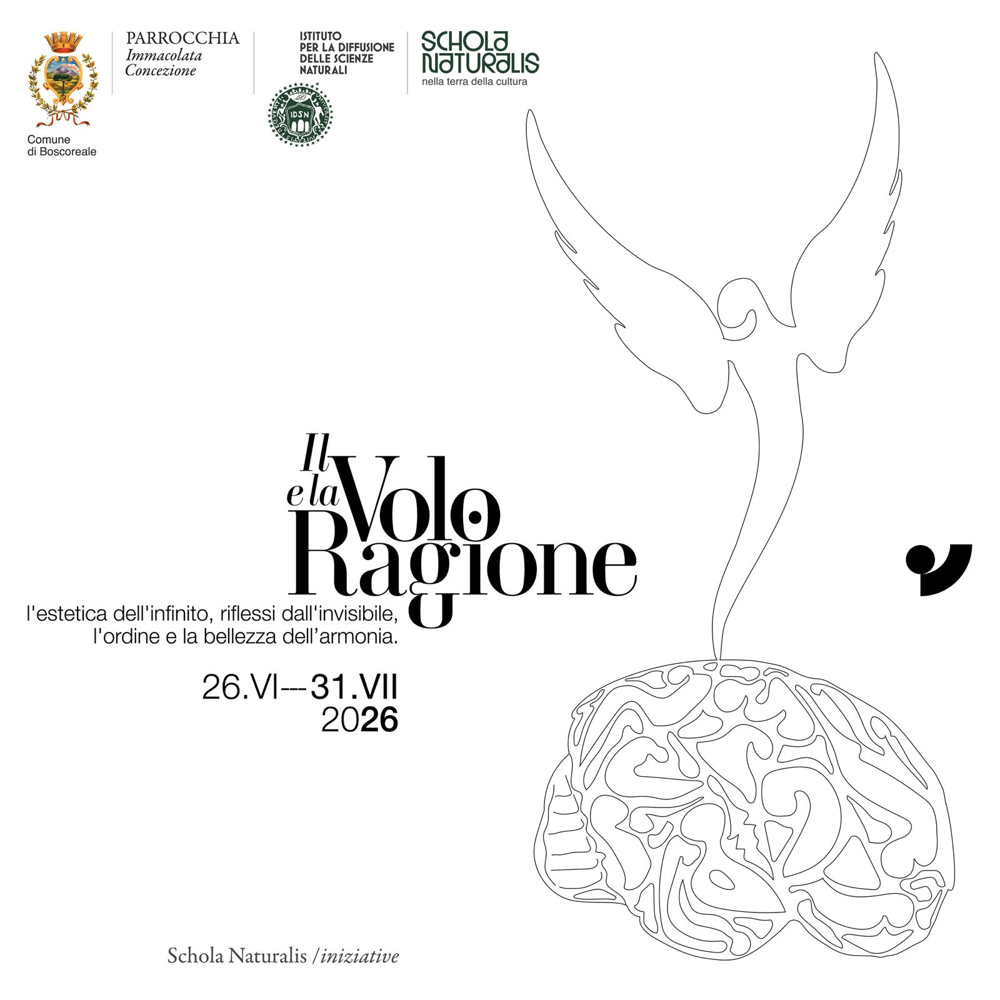 Comune
di Boscoreale
PARROCCHIA
Immacolata
Concezione
ISTITUTO
PER LA DIFFUSIONE
DELLE SCIENZE
NATURALI
IDSN
SCHOLA
NATURALIS
nella terra della cultura
Il Volo
e la
Ragione
l'estetica dell'infinito, riflessi dall'invisibile,
l'ordine e la bellezza dell’armonia.
26.VI---31.VII
2026
Schola Naturalis /iniziative